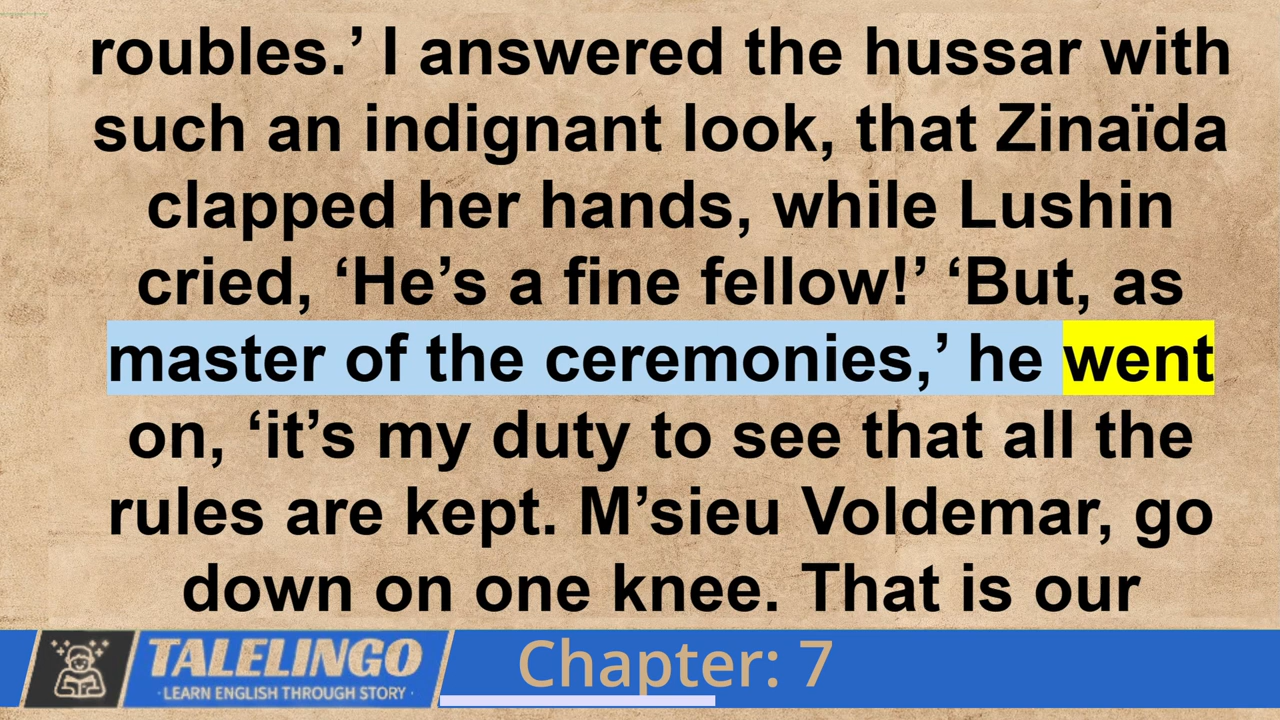 roubles.’ I answered the hussar with
such an indignant look, that Zinaïda
clapped her hands, while Lushin
cried, ‘He’s a fine fellow!’ ‘But, as
master of the ceremonies,’ he went
on, ‘it’s my duty to see that all the
rules are kept. M’sieu Voldemar, go
down on one knee. That is our
TALELINGO
·LEARN ENGLISH THROUGH STORY·
Chapter: 7